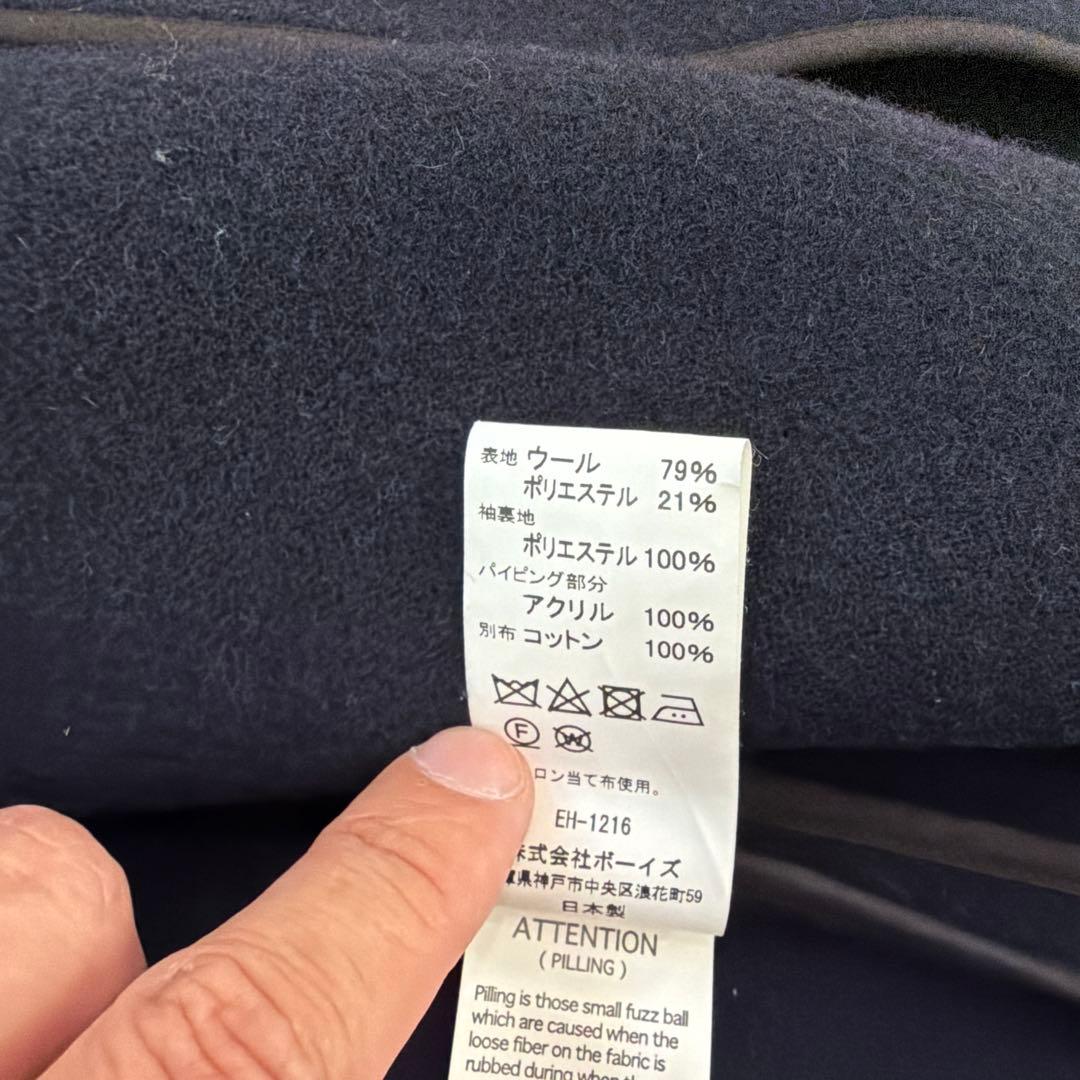 表地 ウール 79%
ポリエステル 21%
袖裏地
ポリエステル 100%
パイピング部分
アクリル 100%
別布 コットン 100%
F W
ロン当て布使用。
EH-1216
式会社ボーイズ
県神戸市中央区浪花町59
日本製
ATTENTION
( PILLING )
Pilling is those small fuzz ball
which are caused when the
loose fiber on the fabric is
rubbed during when